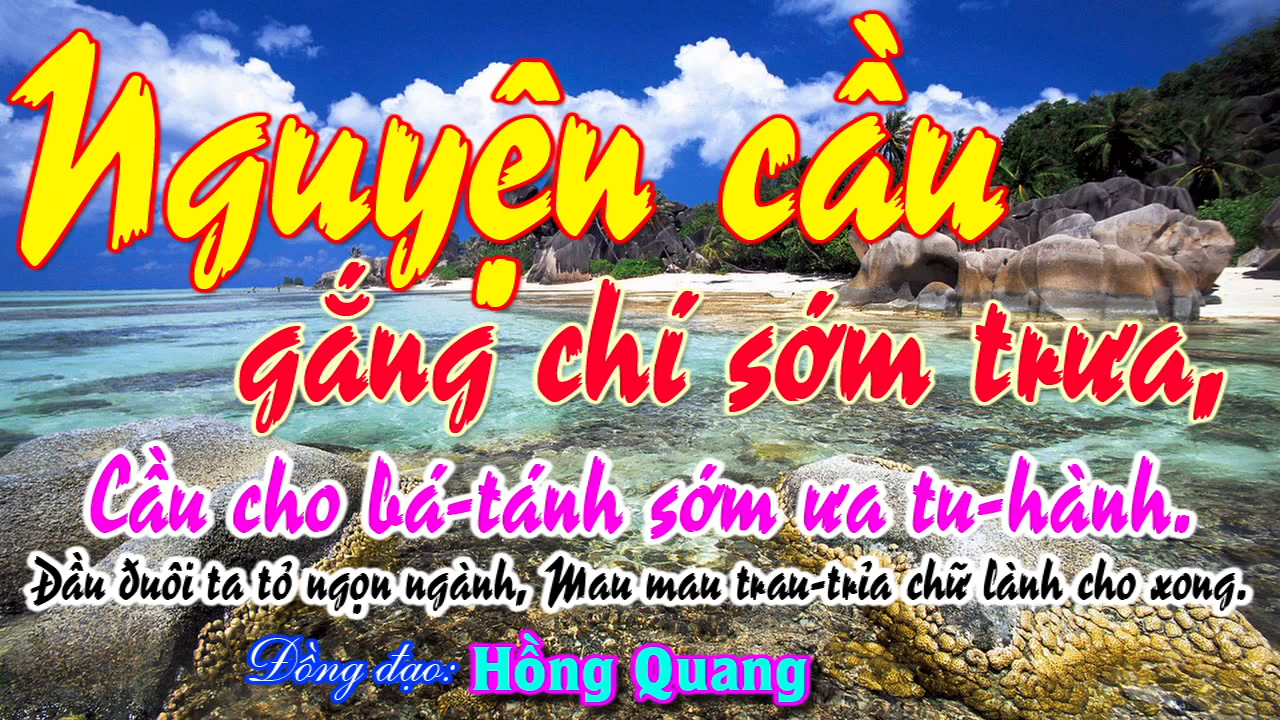 Nguyện cầu
gắng chí sớm trưa,
Cầu cho bá-tánh sớm ưa tu-hành.
Đầu đuôi ta tỏ ngọn ngành, Mau mau trau-trỉa chữ lành cho xong.
Đồng đạo: Hồng Quang